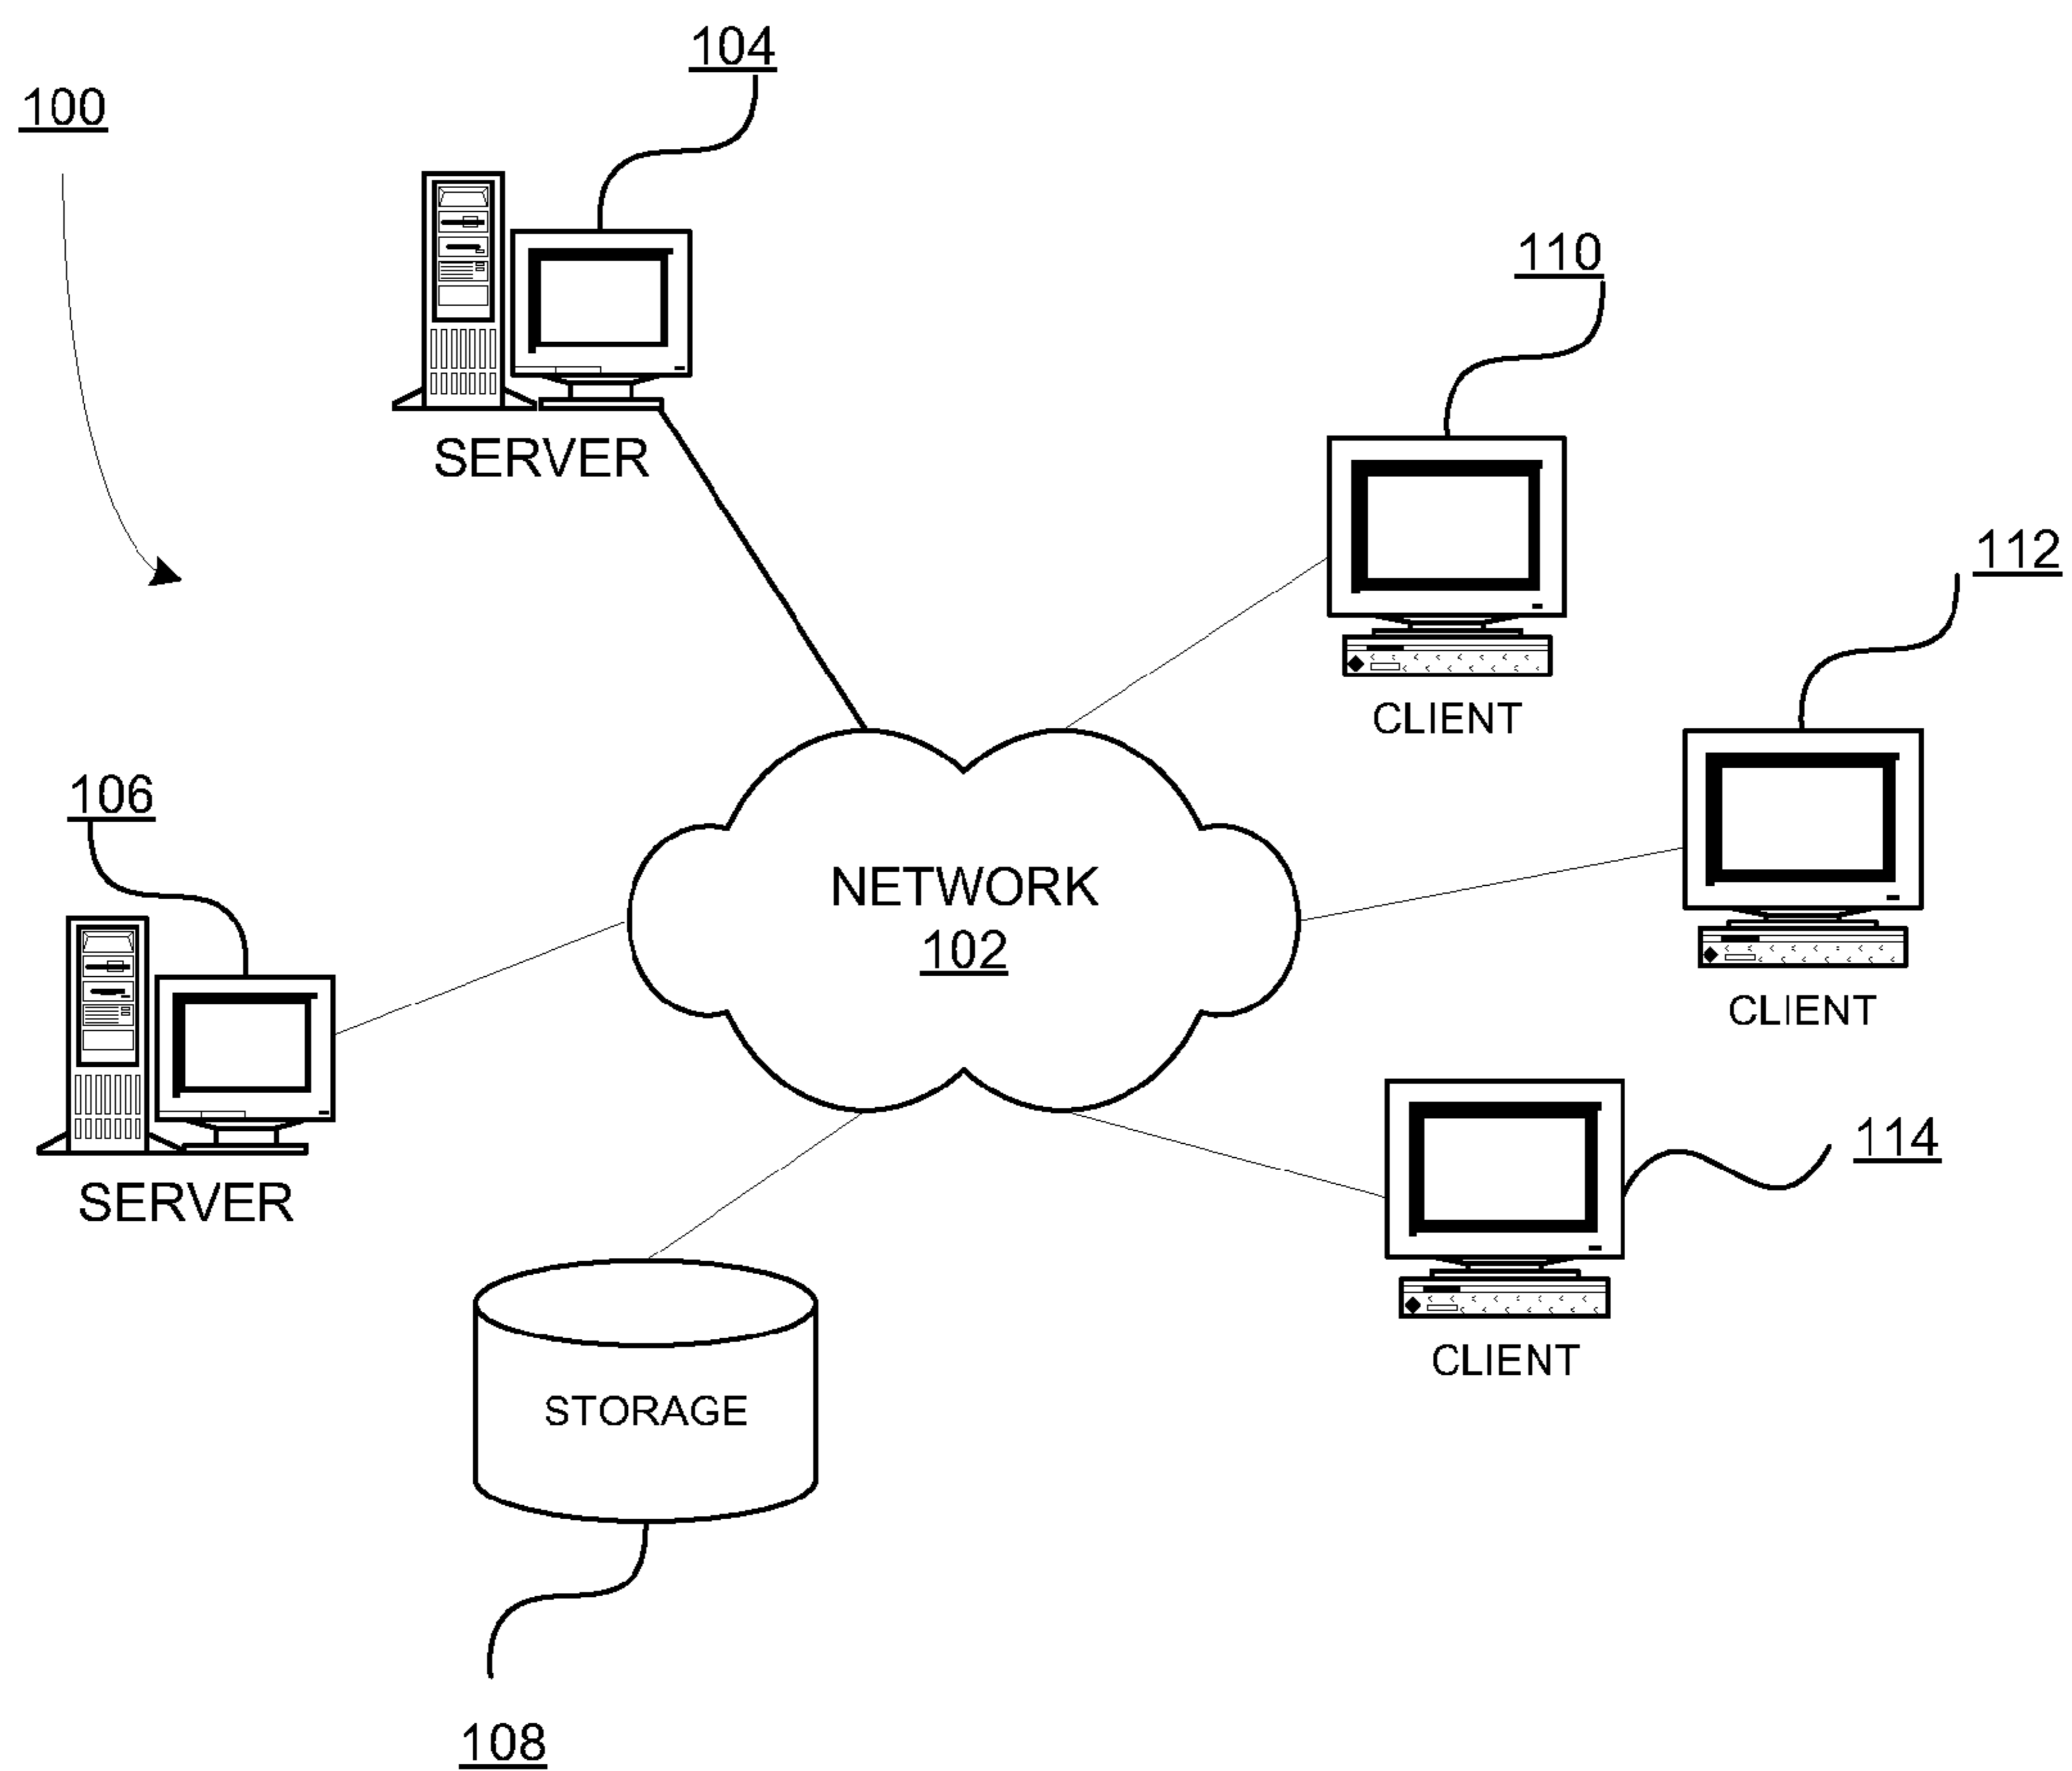 104
100
SERVER
110
CLIENT
112
CLIENT
106
SERVER
NETWORK
102
114
CLIENT
STORAGE
108